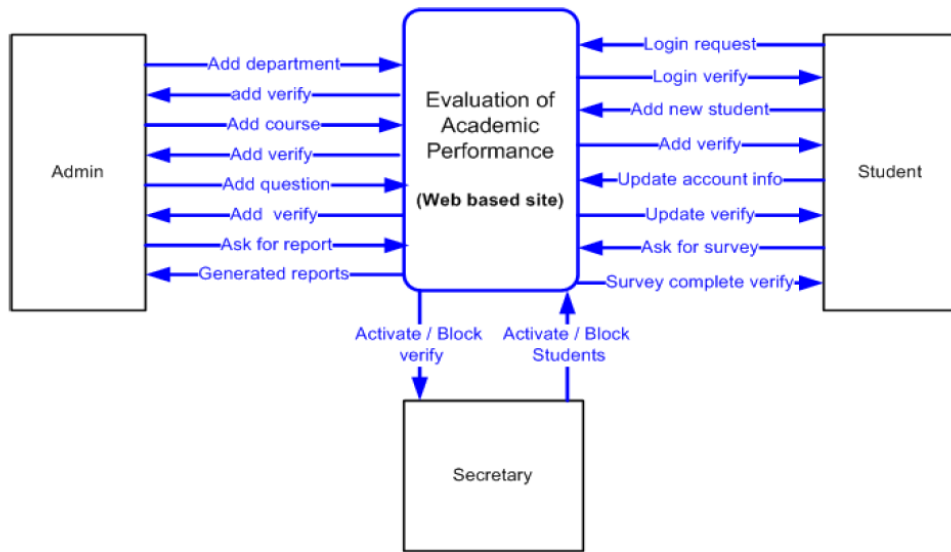 Admin
Add department
add verify
Add course
Add verify
Add question
Add verify
Ask for report
Generated reports
Evaluation of
Academic
Performance
(Web based site)
Login request
Login verify
Add new student
Add verify
Update account info
Update verify
Ask for survey
Survey complete verify
Student
Activate / Block
verify
Activate / Block
Students
Secretary